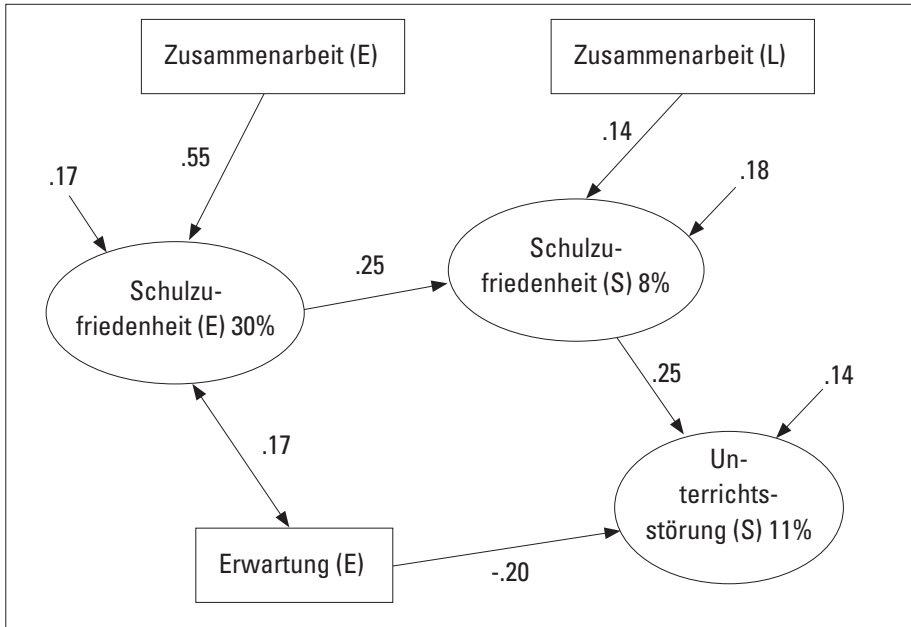 Zusammenarbeit (E)
Zusammenarbeit (L)
.55
.14
.17
.18
Schulzu-
friedenheit (E) 30%
.25
Schulzu-
friedenheit (S) 8%
.25
.14
.17
Un-
terrichts-
störung (S) 11%
Erwartung (E)
-.20